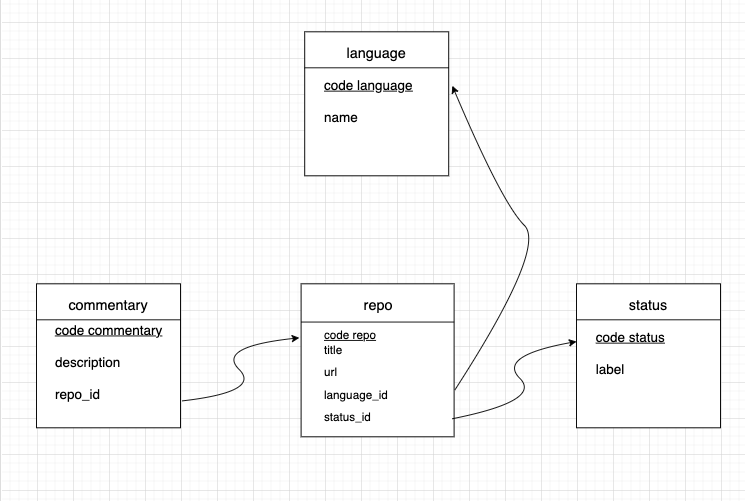 language
code language
name
commentary
code commentary
description
repo_id
repo
code repo
title
url
language_id
status_id
status
code status
label